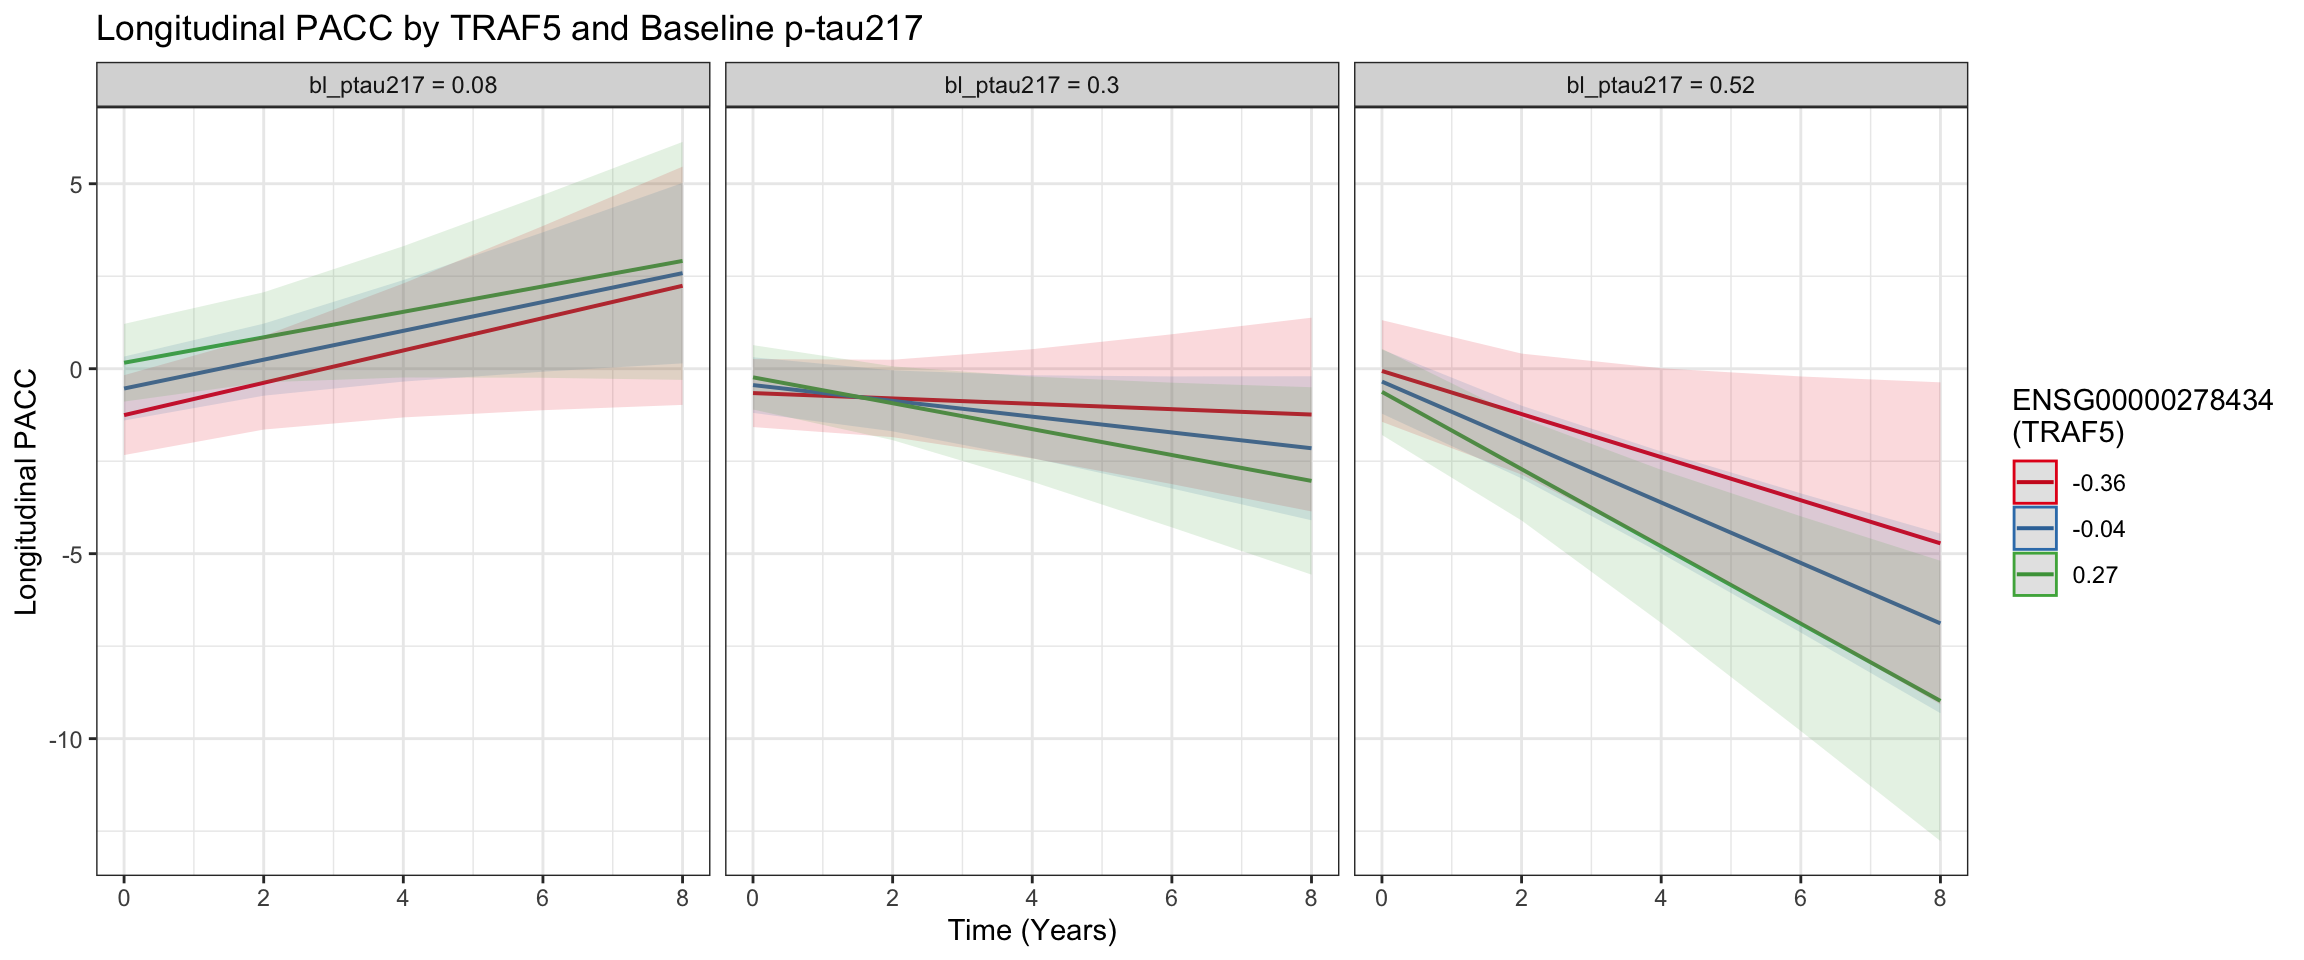 Longitudinal PACC by TRAF5 and Baseline p-tau217
bl_ptau217 = 0.08
bl_ptau217 = 0.3
bl_ptau217 = 0.52
Longitudinal PACC
5
0
-5
-10
0 2 4 6 8
0 2 4 6 8
0 2 4 6 8
Time (Years)
ENSG00000278434
(TRAF5)
-0.36
-0.04
0.27